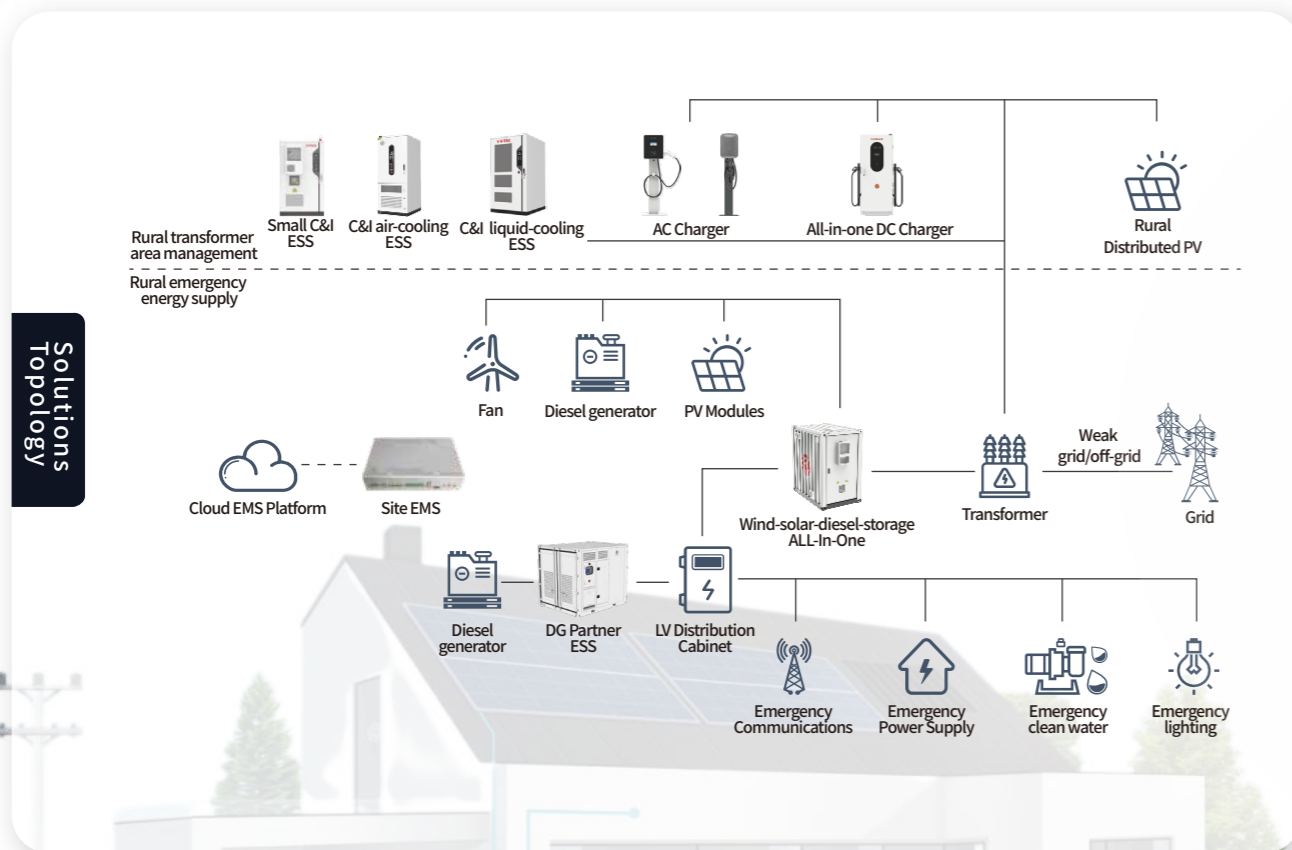 Small C&I
ESS
C&I air-cooling
ESS
C&I liquid-cooling
ESS
AC Charger
All-in-one DC Charger
Rural
Distributed PV
Rural transformer
area management
Rural emergency
energy supply
Solutions
Topology
Fan
Diesel generator
PV Modules
Cloud EMS Platform
Site EMS
Wind-solar-diesel-storage
ALL-In-One
Transformer
Weak
grid/off-grid
Grid
Diesel
generator
DG Partner
ESS
LV Distribution
Cabinet
Emergency
Communications
Emergency
Power Supply
Emergency
clean water
Emergency
lighting